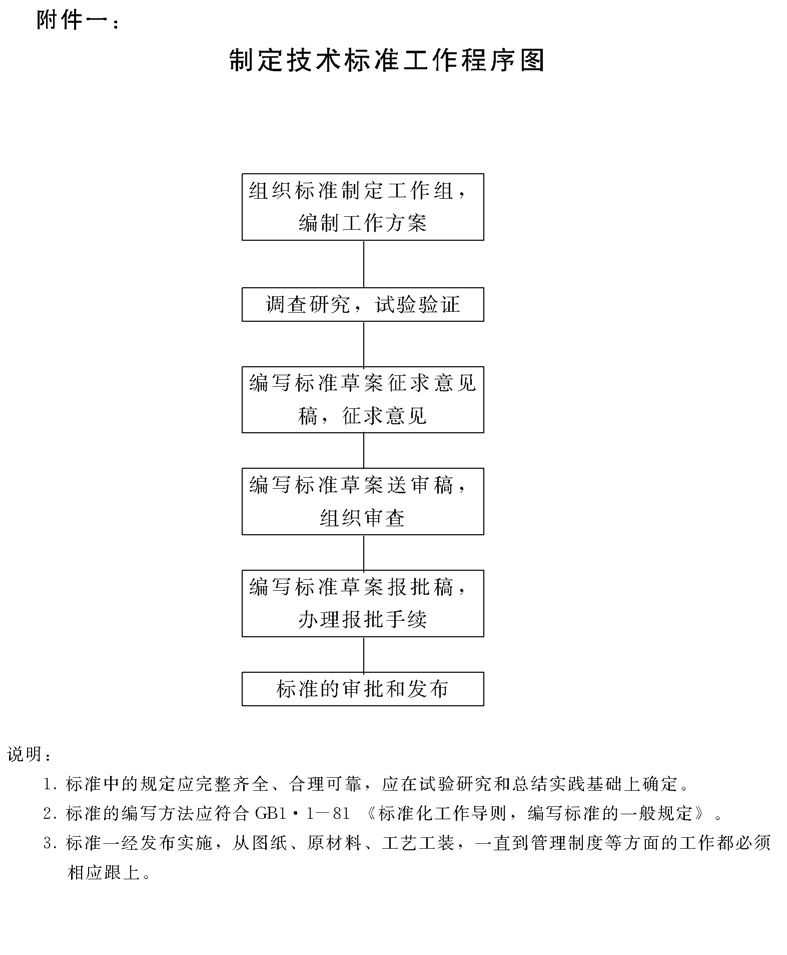 附件一：
制定技术标准工作程序图
组织标准制定工作组，
编制工作方案
调查研究，试验验证
编写标准草案征求意见
稿，征求意见
编写标准草案送审稿，
组织审查
编写标准草案报批稿，
办理报批手续
标准的审批和发布
说明：
1. 标准中的规定应完整齐全、合理可靠，应在试验研究和总结实践基础上确定。
2. 标准的编写方法应符合 GB1·1—81 《标准化工作导则，编写标准的一般规定》。
3. 标准一经发布实施，从图纸、原材料、工艺工装，一直到管理制度等方面的工作都必须
相应跟上。